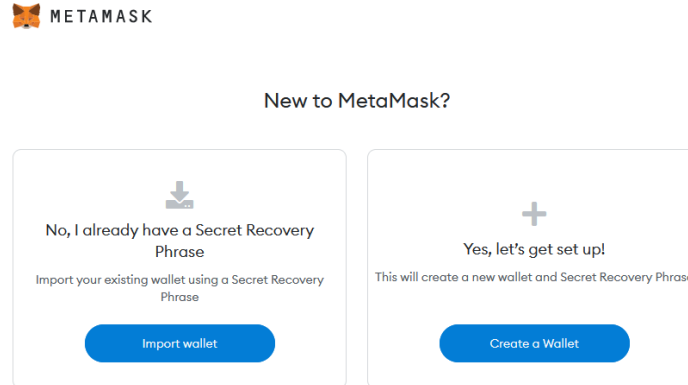 METAMASK
New to MetaMask?
No, I already have a Secret Recovery
Phrase
Import your existing wallet using a Secret Recovery
Phrase
Import wallet
Yes, let's get set up!
This will create a new wallet and Secret Recovery Phrase
Create a Wallet